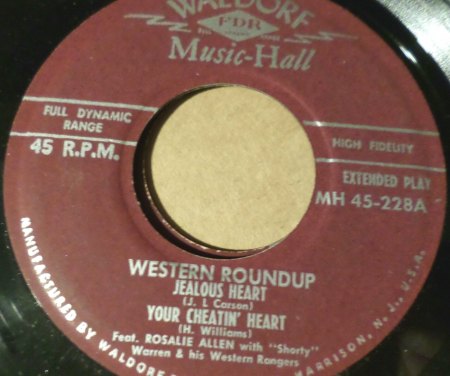 WALDORF
FDR
Music-Hall
FULL DYNAMIC
RANGE
HIGH FIDELITY
45 R.P.M.
EXTENDED PLAY
MH 45-228A
WESTERN ROUNDUP
JEALOUS HEART
(J. L Carson)
YOUR CHEATIN' HEART
(H. Williams)
Feat. ROSALIE ALLEN with "Shorty"
Warren & his Western Rangers
MANUFACTURED BY WALDORF HARRISON, N. J., U.S.A.